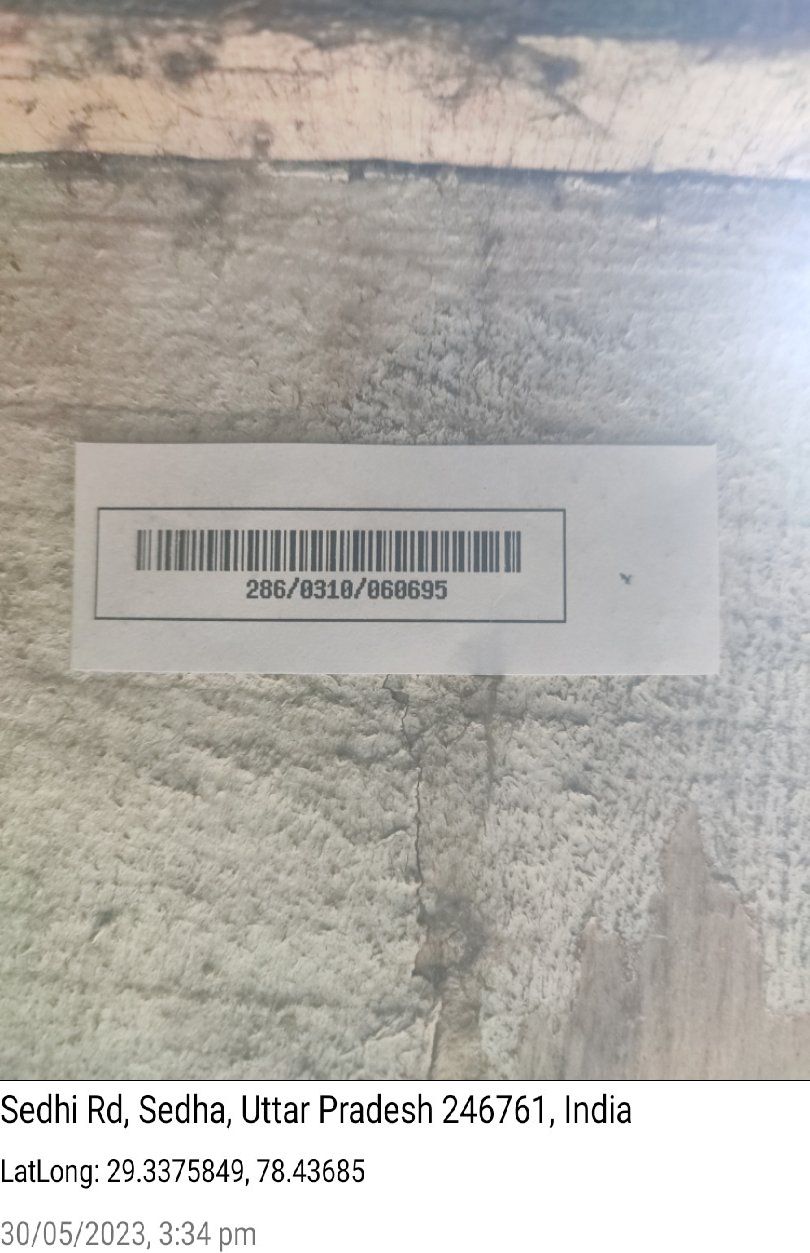 286/0310/060695
Sedhi Rd, Sedha, Uttar Pradesh 246761, India
LatLong: 29.3375849, 78.43685
30/05/2023, 3:34 pm